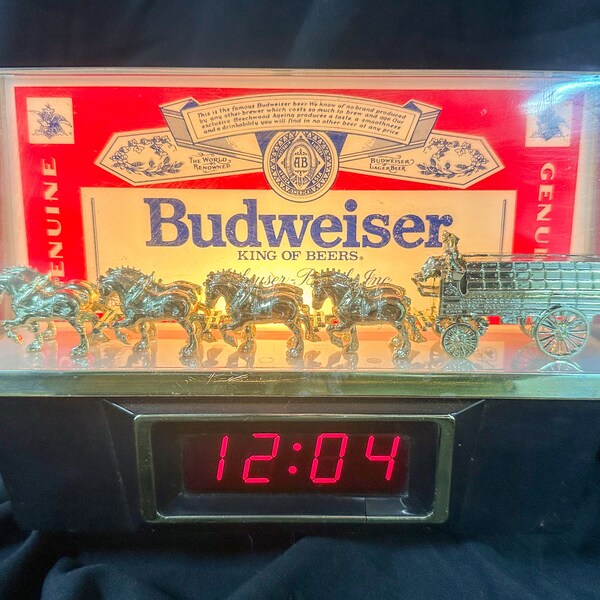 This is the famous Budweiser beer. We know of no brand produced
by any other brewer which costs so much to brew and age. Our
exclusive Beechwood Ageing produces a taste, a smoothness
and a drinkability you will find in no other beer at any price.
THE WORLD
RENOWNED
AB
BUDWEISER
LAGER BEER
GENUINE
GENUINE
Budweiser®
KING OF BEERS®
Inc.
12:04